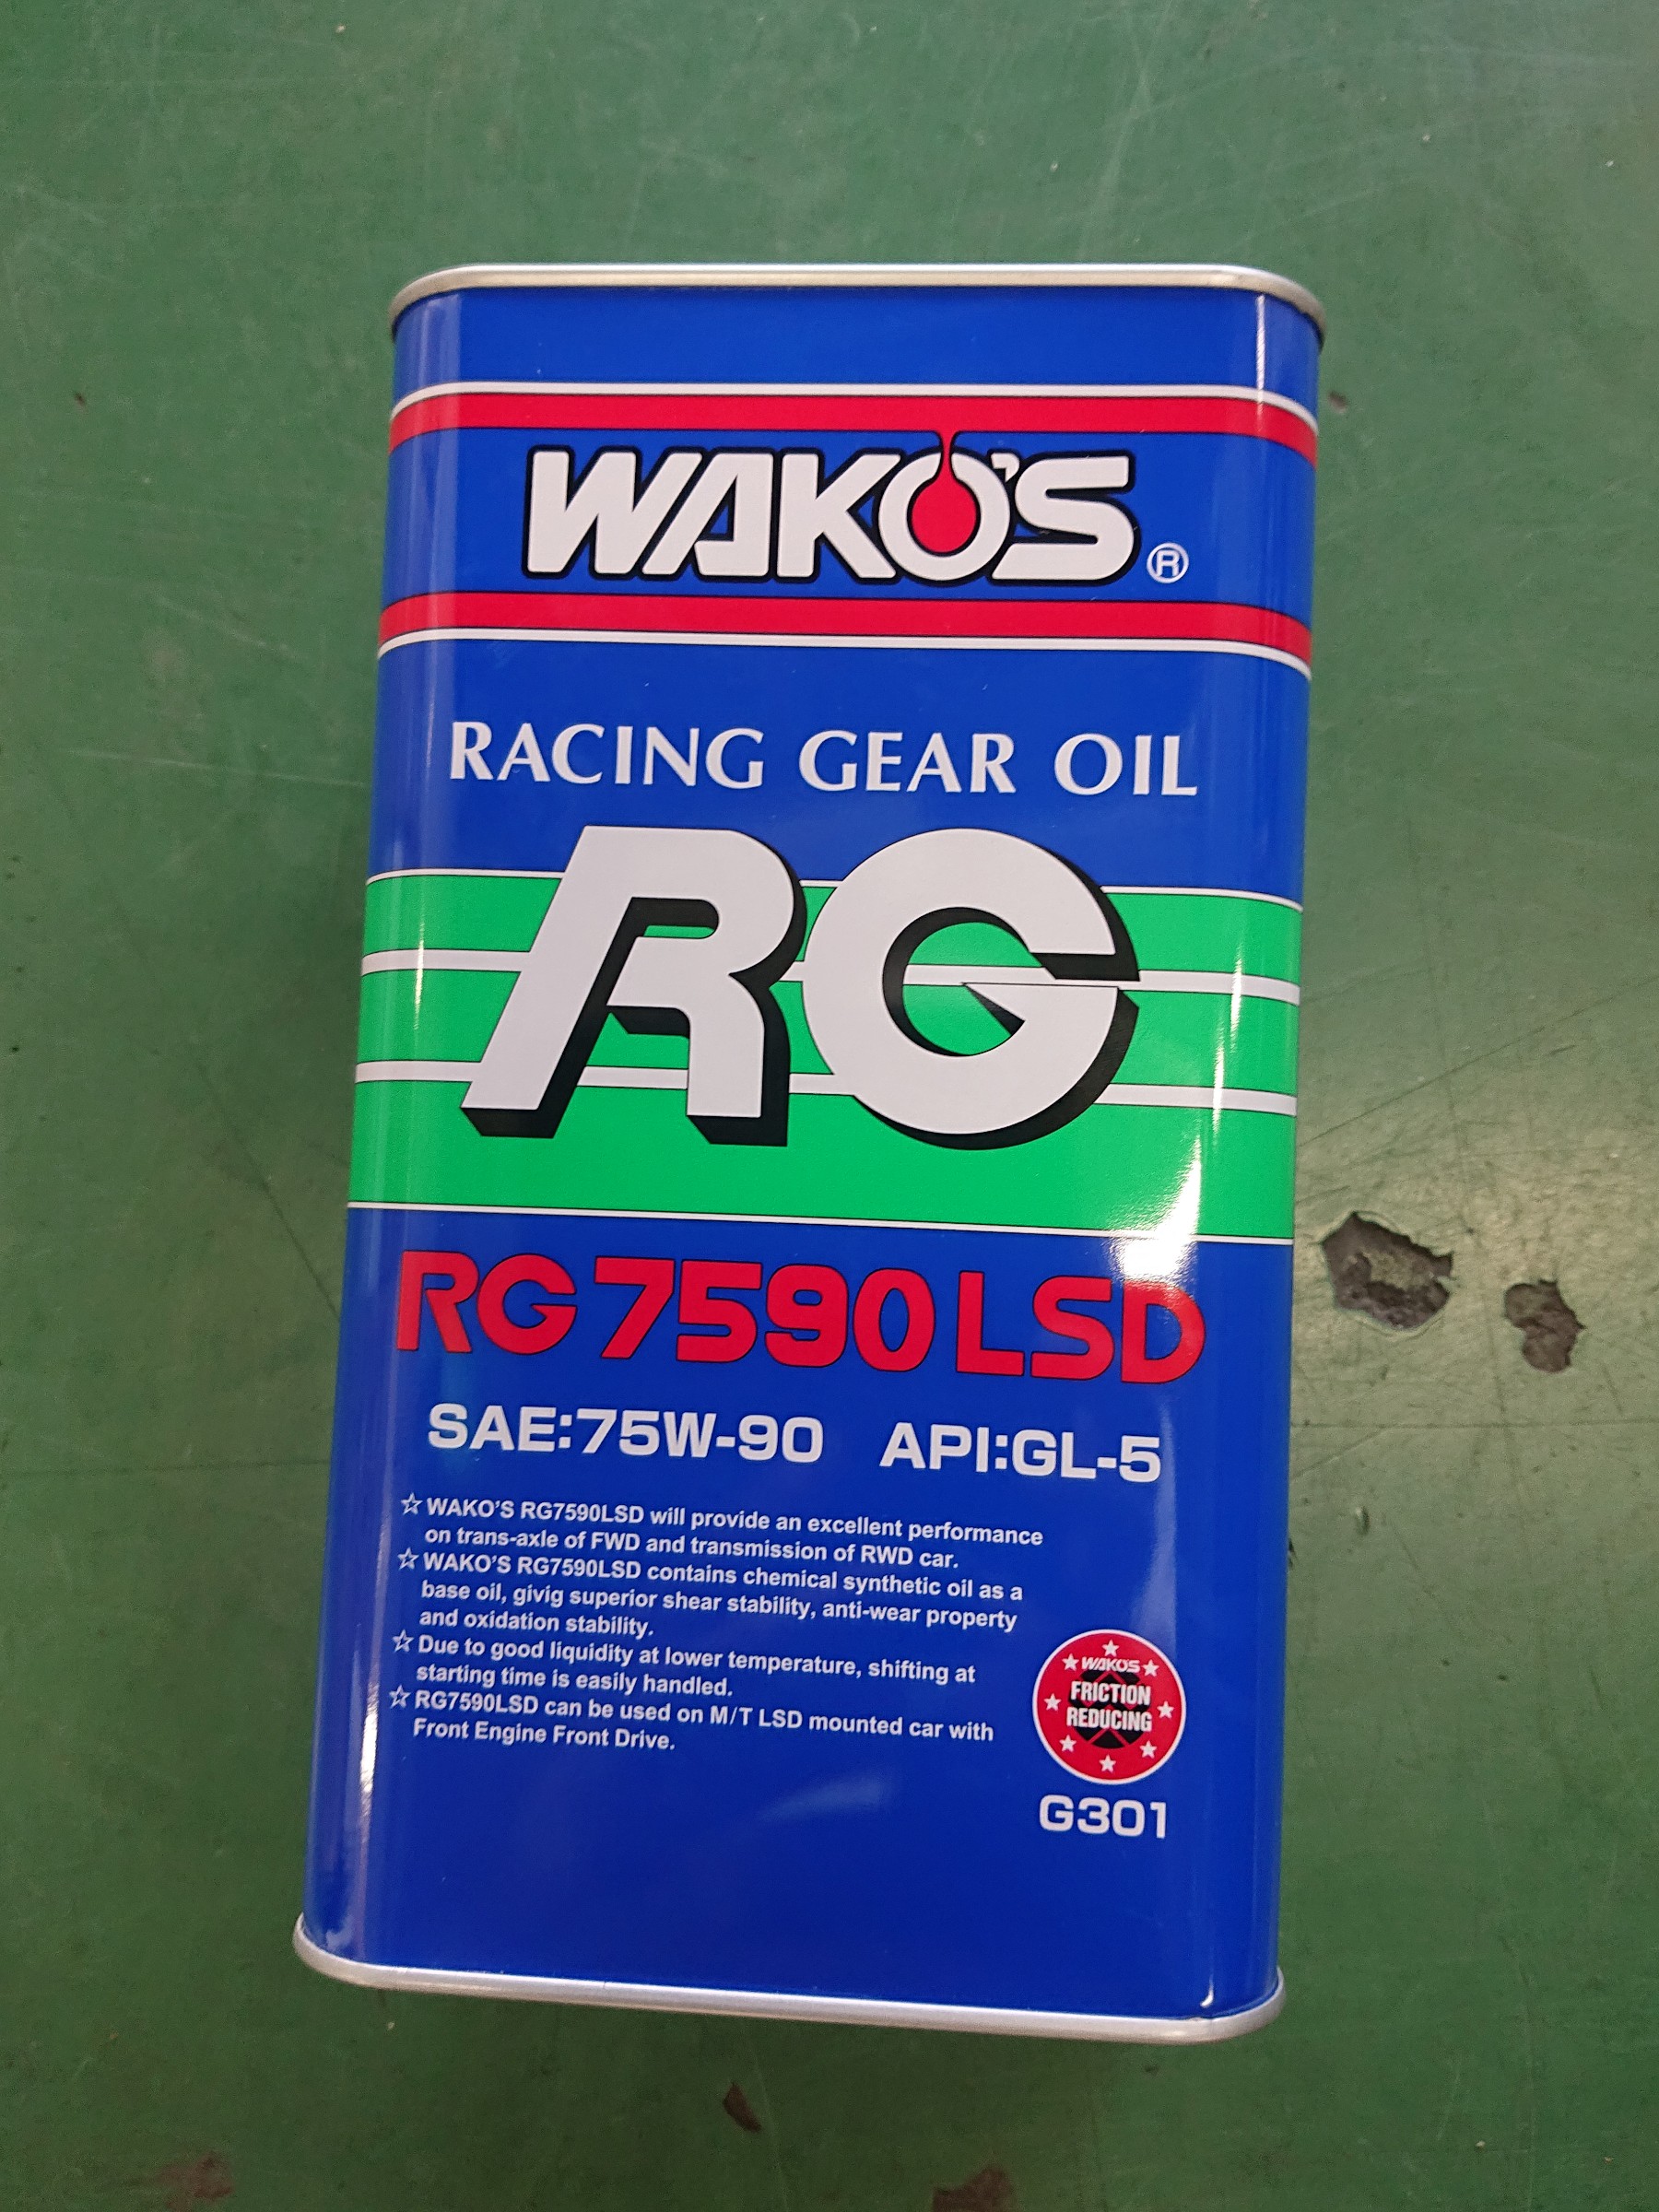 WAKO'S®
RACING GEAR OIL
RG
RG 7590 LSD
SAE:75W-90 API:GL-5
☆WAKO'S RG7590LSD will provide an excellent performance
on trans-axle of FWD and transmission of RWD car.
☆WAKO'S RG7590LSD contains chemical synthetic oil as a
base oil, givig superior shear stability, anti-wear property
and oxidation stability.
☆Due to good liquidity at lower temperature, shifting at
starting time is easily handled.
☆RG7590LSD can be used on M/T LSD mounted car with
Front Engine Front Drive.
WAKO'S
FRICTION
REDUCING
G301